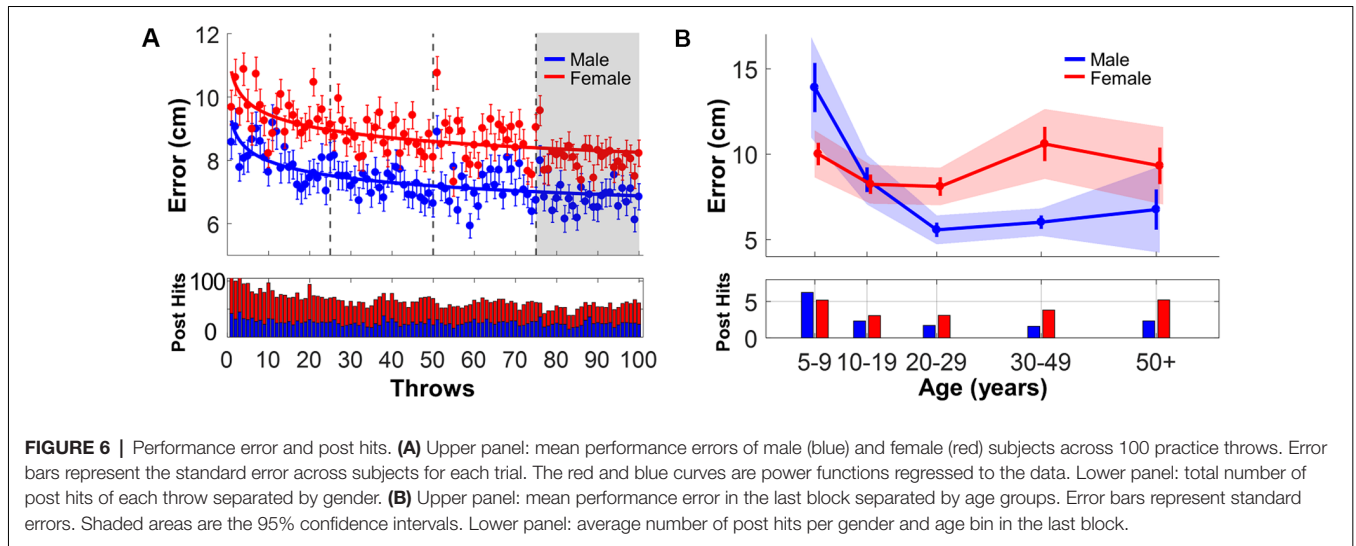 A
12
10
8
6
Error (cm)
Male
Female
100
0
Post Hits
0 10 20 30 40 50 60 70 80 90 100
Throws
B
15
10
5
Error (cm)
Male
Female
5
0
Post Hits
5-9 10-19 20-29 30-49 50+
Age (years)
FIGURE 6 | Performance error and post hits. (A) Upper panel: mean performance errors of male (blue) and female (red) subjects across 100 practice throws. Error
bars represent the standard error across subjects for each trial. The red and blue curves are power functions regressed to the data. Lower panel: total number of
post hits of each throw separated by gender. (B) Upper panel: mean performance error in the last block separated by age groups. Error bars represent standard
errors. Shaded areas are the 95% confidence intervals. Lower panel: average number of post hits per gender and age bin in the last block.